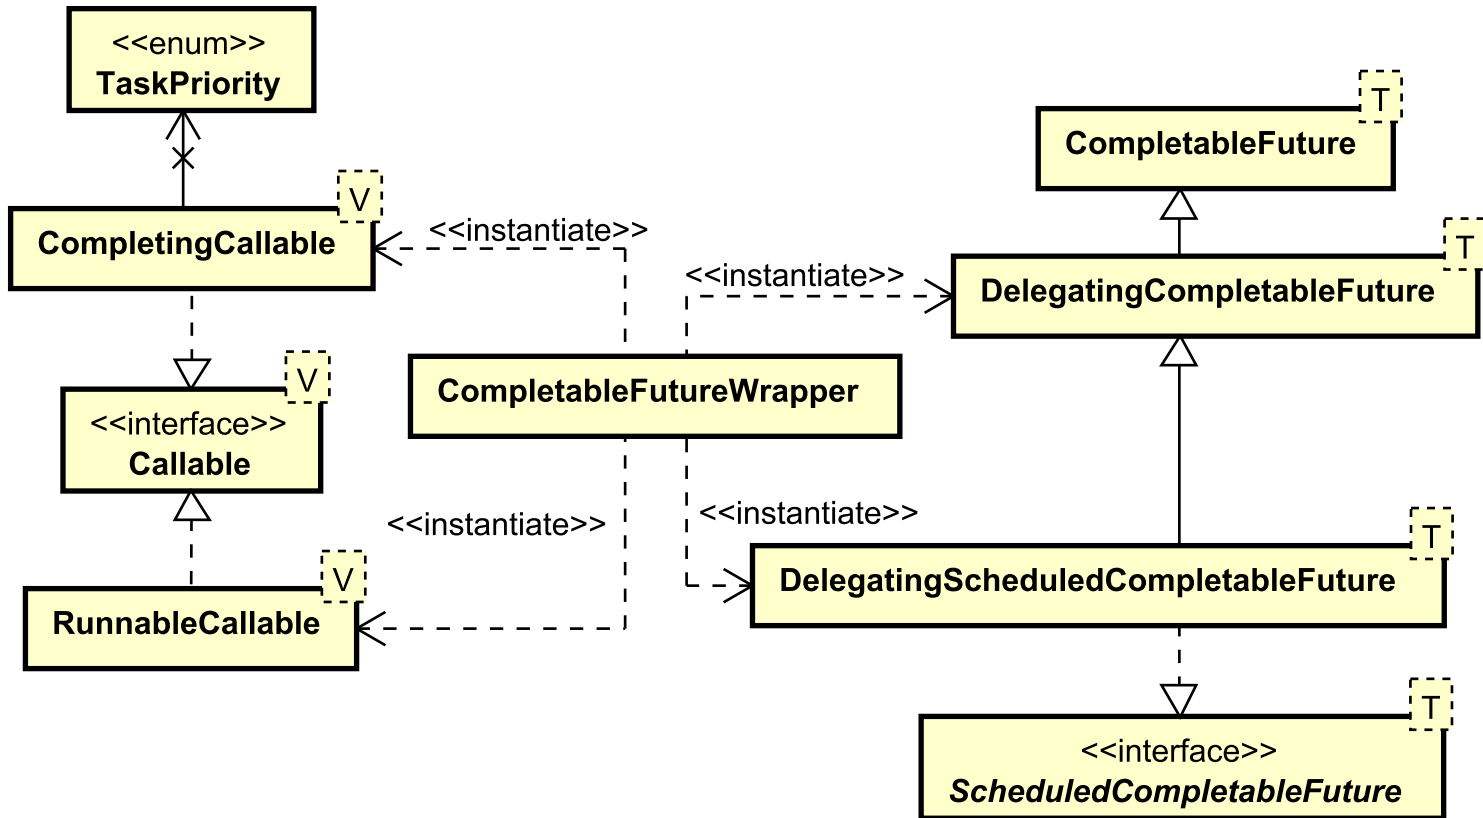 <<enum>>
TaskPriority
V
CompletingCallable
<<instantiate>>
V
<<interface>>
Callable
<<instantiate>>
V
RunnableCallable
CompletableFutureWrapper
<<instantiate>>
<<instantiate>>
T
CompletableFuture
T
DelegatingCompletableFuture
T
DelegatingScheduledCompletableFuture
T
<<interface>>
ScheduledCompletableFuture